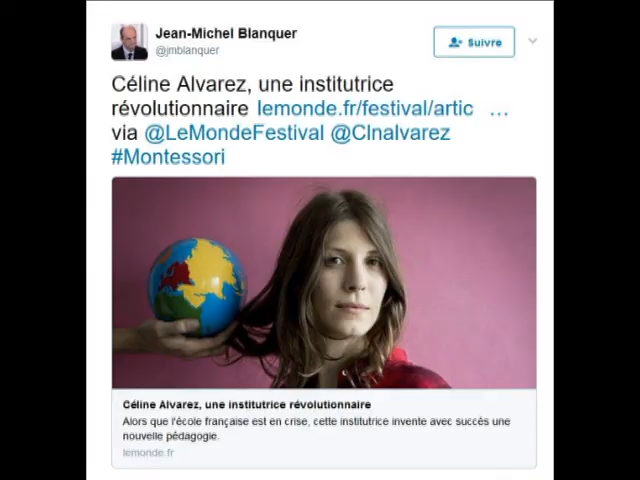 Jean-Michel Blanquer
@jmblanquer
Suivre
Céline Alvarez, une institutrice
révolutionnaire lemonde.fr/festival/artic …
via @LeMondeFestival @Clnalvarez
#Montessori
Céline Alvarez, une institutrice révolutionnaire
Alors que l'école française est en crise, cette institutrice invente avec succès une
nouvelle pédagogie.
lemonde.fr